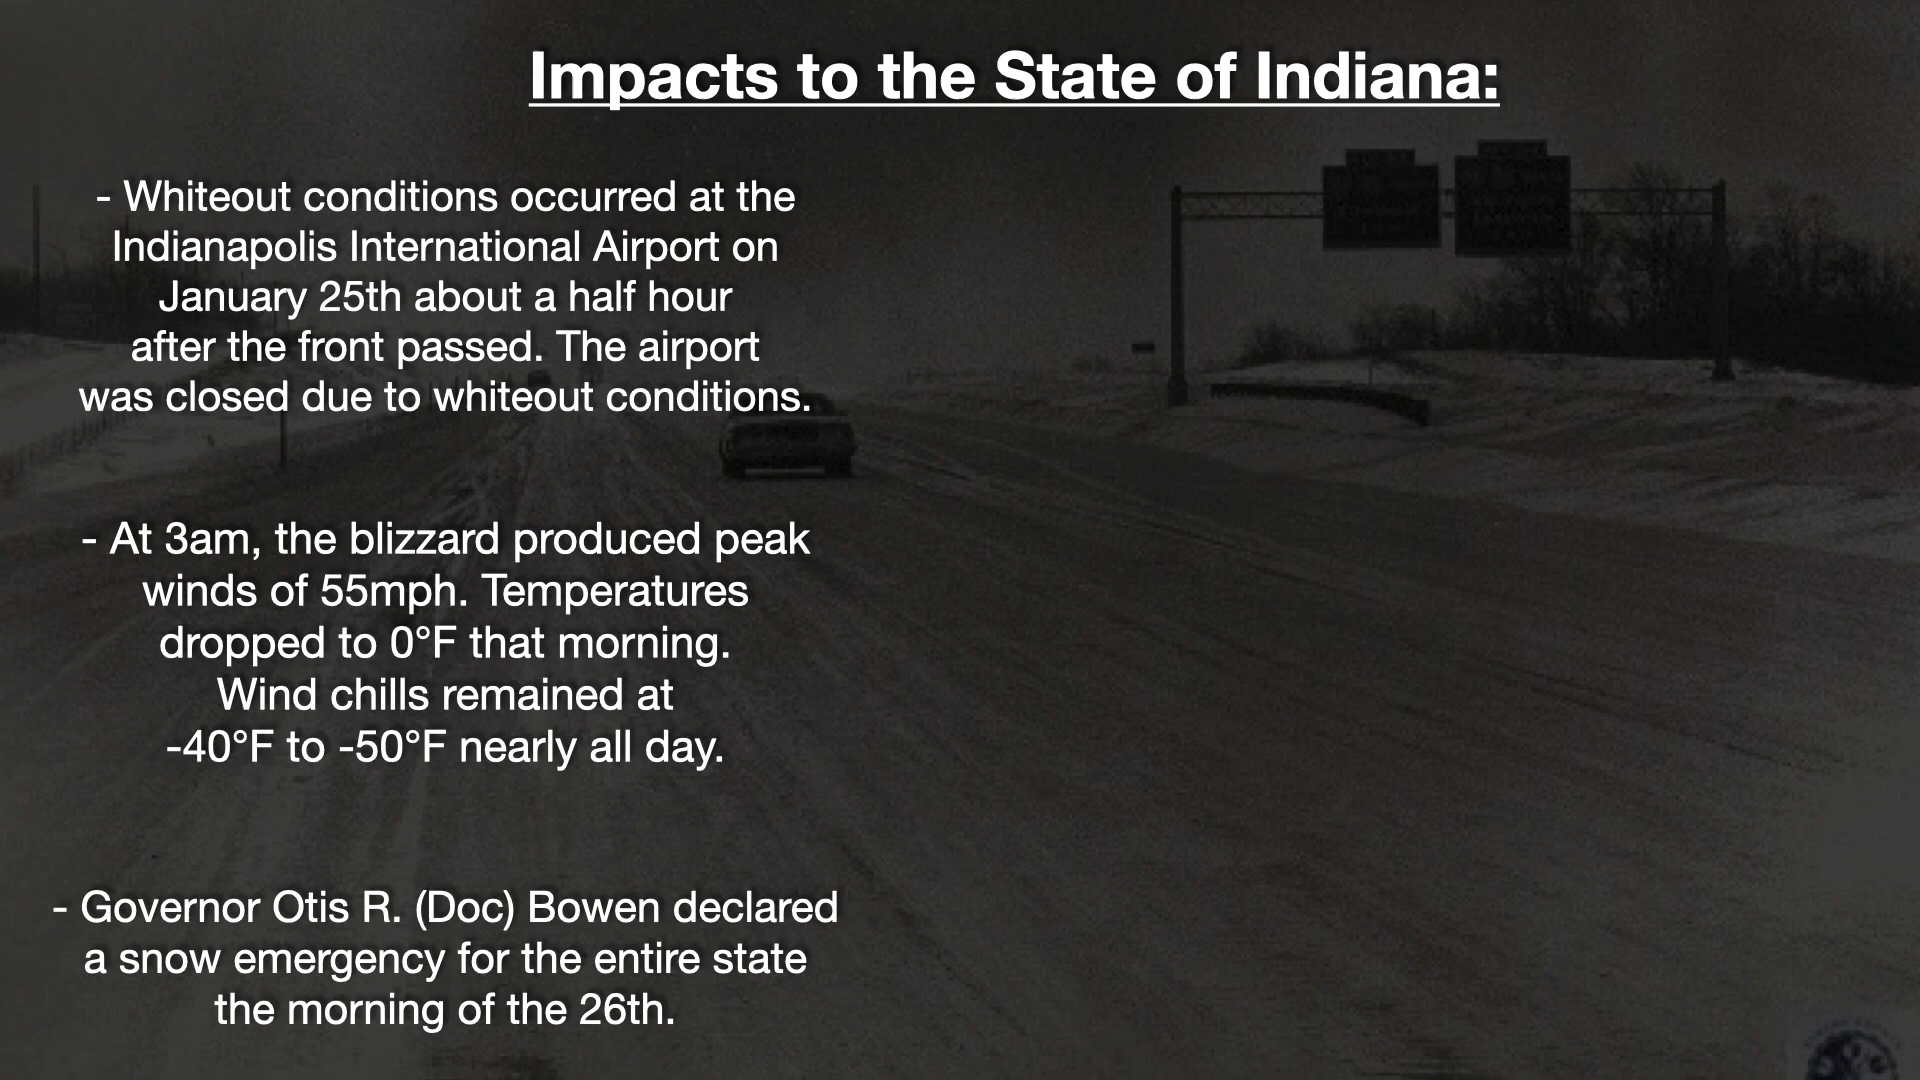 Impacts to the State of Indiana:
- Whiteout conditions occurred at the
Indianapolis International Airport on
January 25th about a half hour
after the front passed. The airport
was closed due to whiteout conditions.
- At 3am, the blizzard produced peak
winds of 55mph. Temperatures
dropped to 0°F that morning.
Wind chills remained at
-40°F to -50°F nearly all day.
- Governor Otis R. (Doc) Bowen declared
a snow emergency for the entire state
the morning of the 26th.